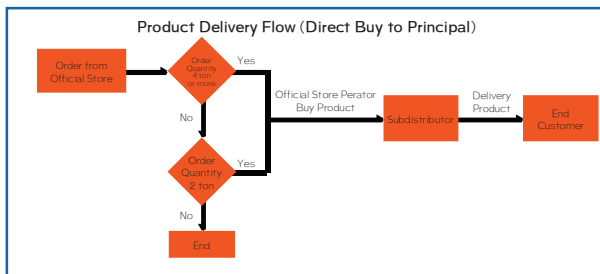 Product Delivery Flow (Direct Buy to Principal)
Order from
Official Store
Order
Quantity
4 ton
or more
Yes
No
Official Store Perator
Buy Product
Subdistributor
Delivery
Product
End
Customer
Order
Quantity
2 ton
Yes
No
End